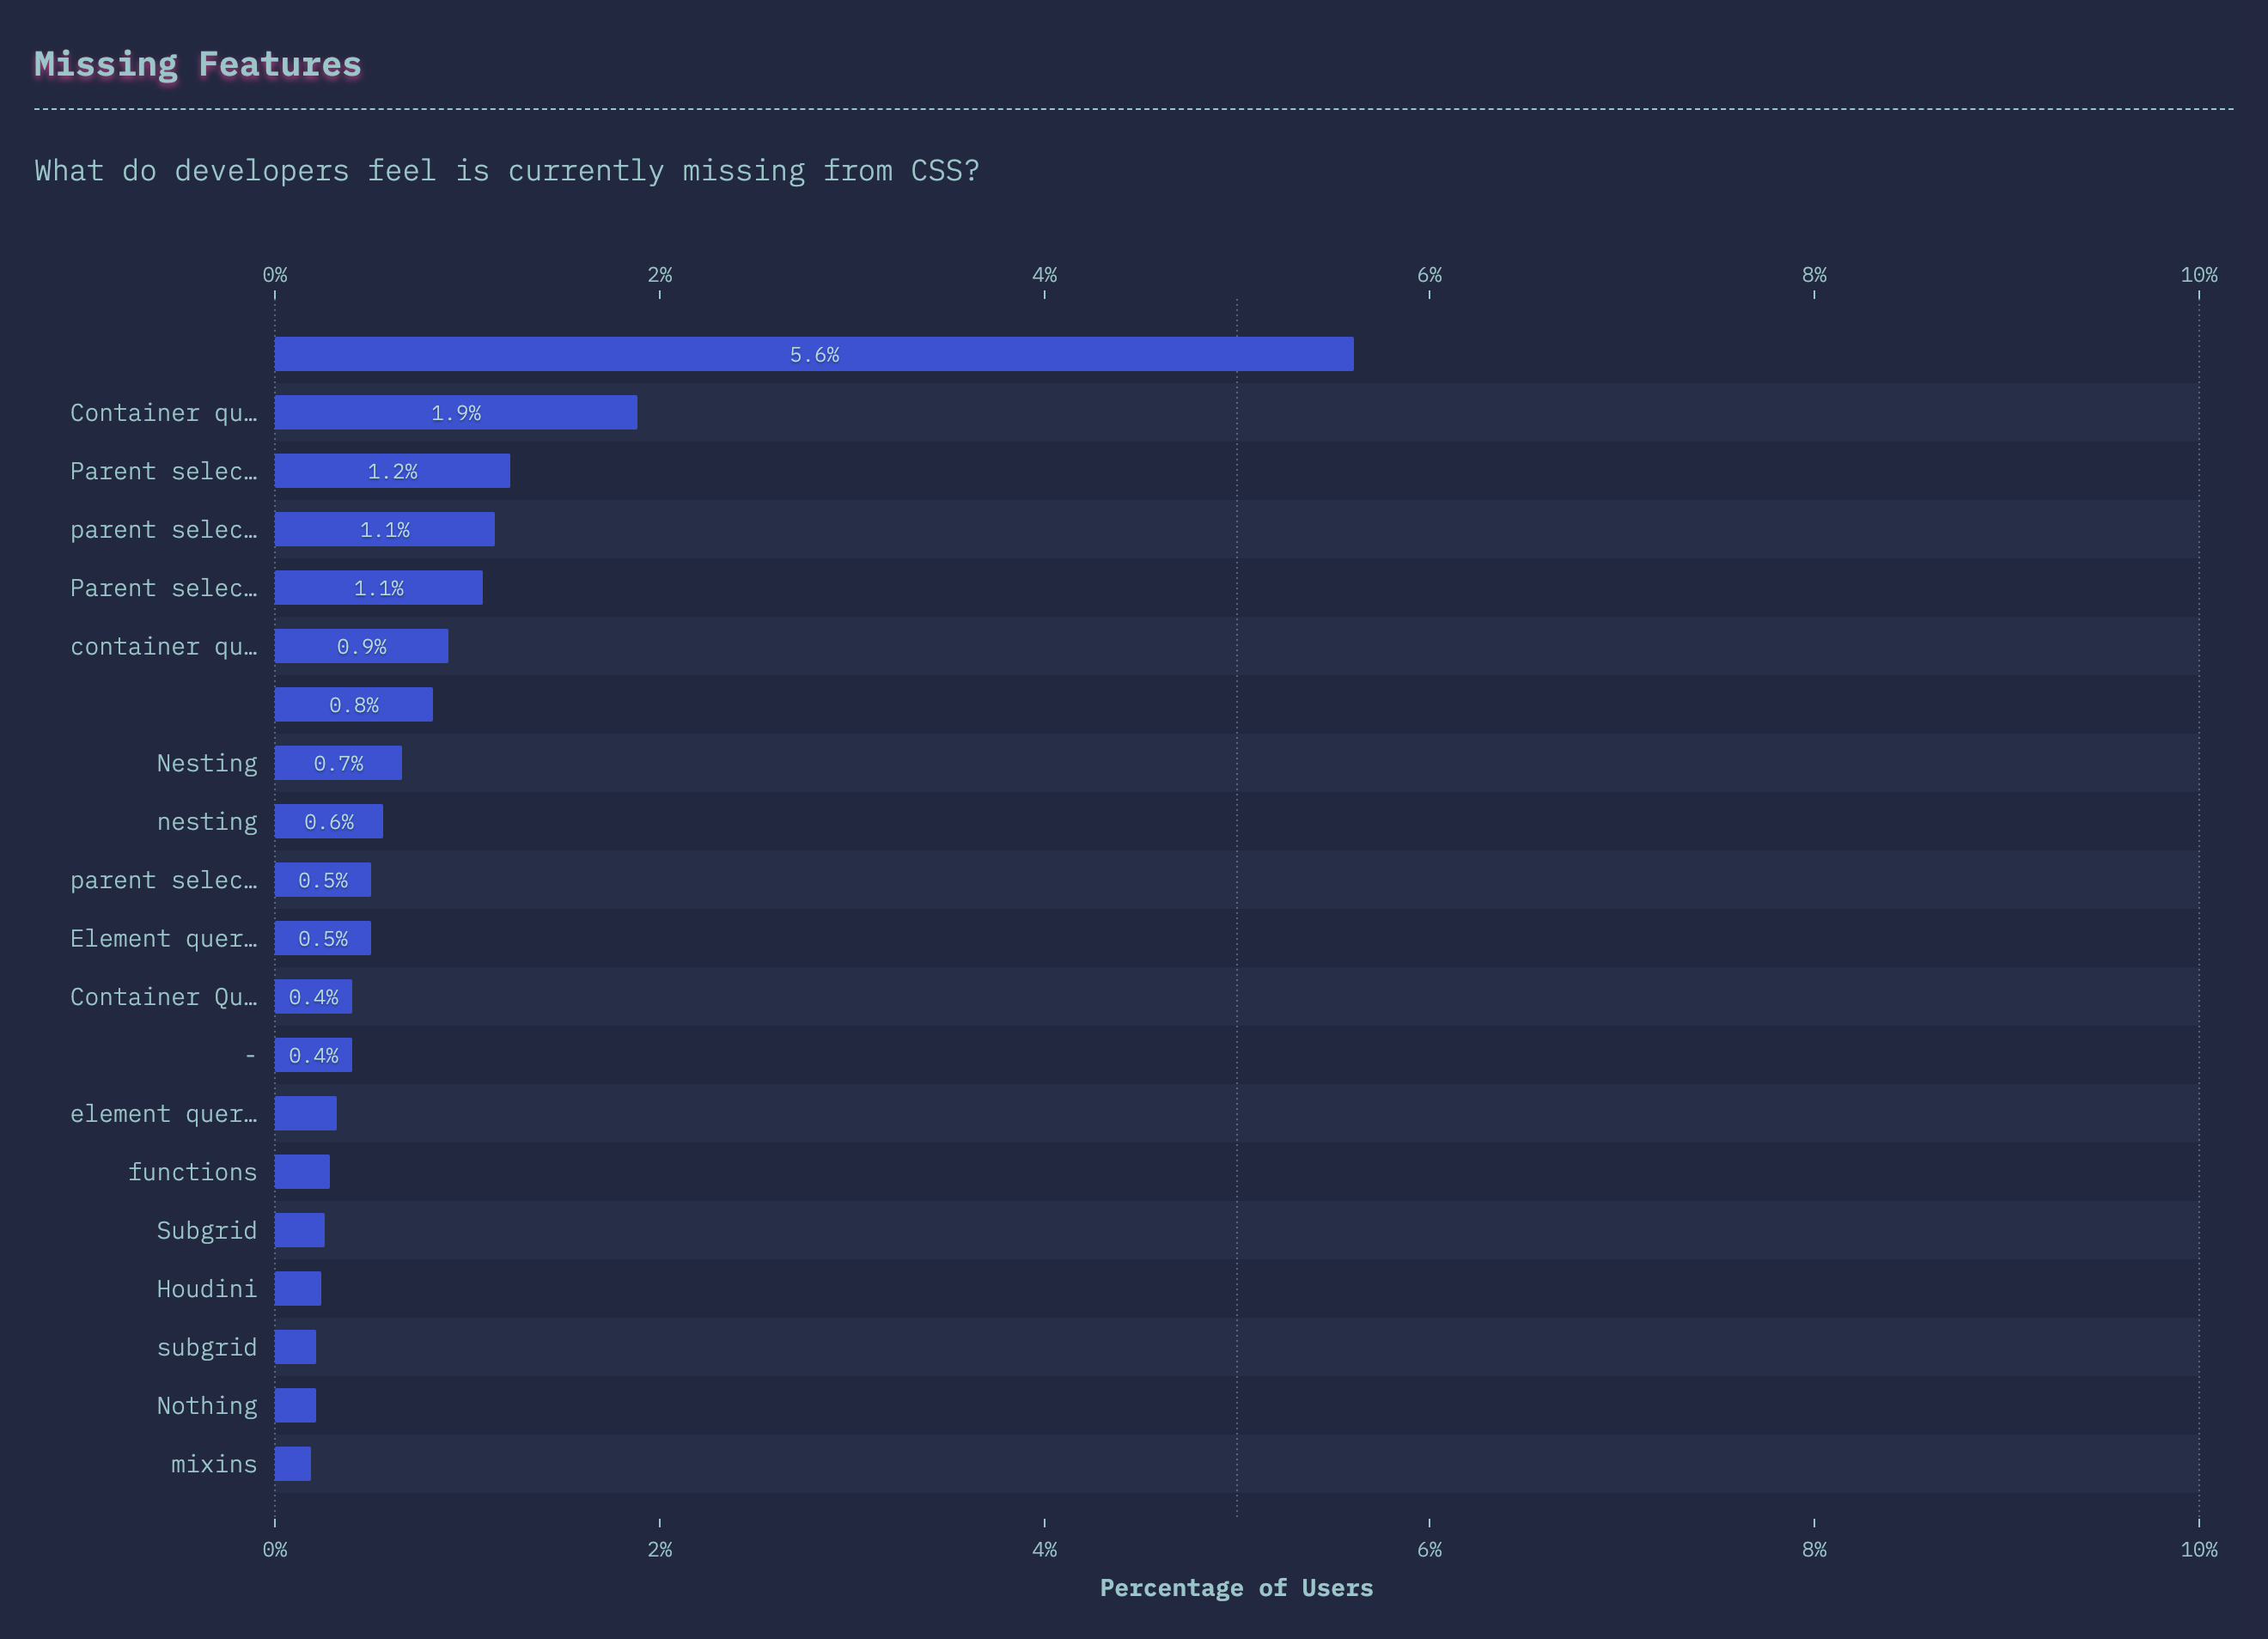 Missing Features
What do developers feel is currently missing from CSS?
0% 2% 4% 6% 8% 10%
5.6%
Container qu… 1.9%
Parent selec… 1.2%
parent selec… 1.1%
Parent selec… 1.1%
container qu… 0.9%
0.8%
Nesting 0.7%
nesting 0.6%
parent selec… 0.5%
Element quer… 0.5%
Container Qu… 0.4%
- 0.4%
element quer…
functions
Subgrid
Houdini
subgrid
Nothing
mixins
0% 2% 4% 6% 8% 10%
Percentage of Users